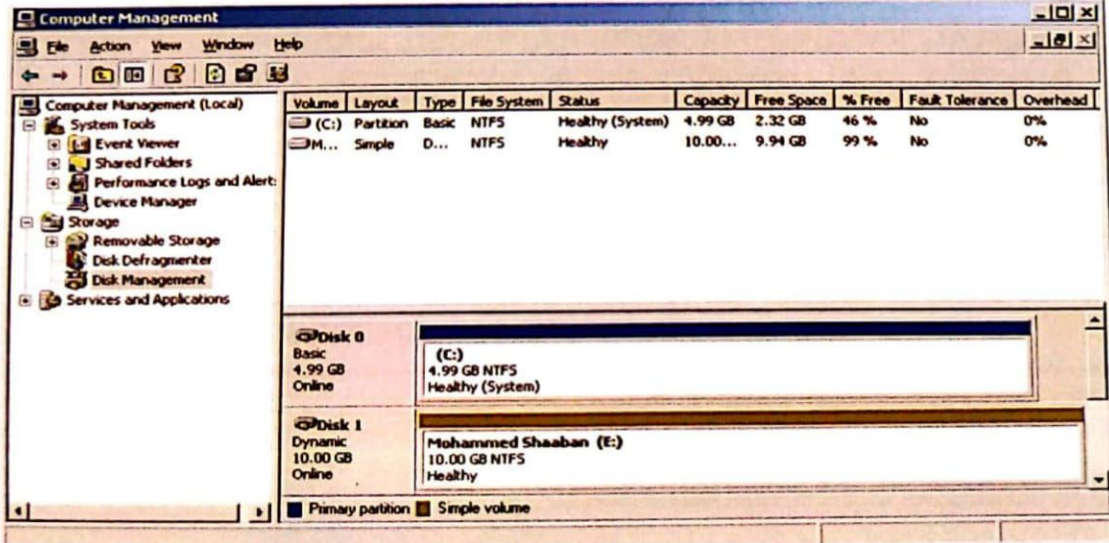 Computer Management
File Action View Window Help
Computer Management (Local)
System Tools
Event Viewer
Shared Folders
Performance Logs and Alert:
Device Manager
Storage
Removable Storage
Disk Defragmenter
Disk Management
Services and Applications
Volume Layout Type File System Status Capacity Free Space % Free Fault Tolerance Overhead
(C:) Partition Basic NTFS Healthy (System) 4.99 GB 2.32 GB 46 % No 0%
M... Simple D... NTFS Healthy 10.00... 9.94 GB 99 % No 0%
Disk 0
Basic
4.99 GB
Online
(C:)
4.99 GB NTFS
Healthy (System)
Disk 1
Dynamic
10.00 GB
Online
Mohammed Shaaban (E:)
10.00 GB NTFS
Healthy
Primary partition Simple volume